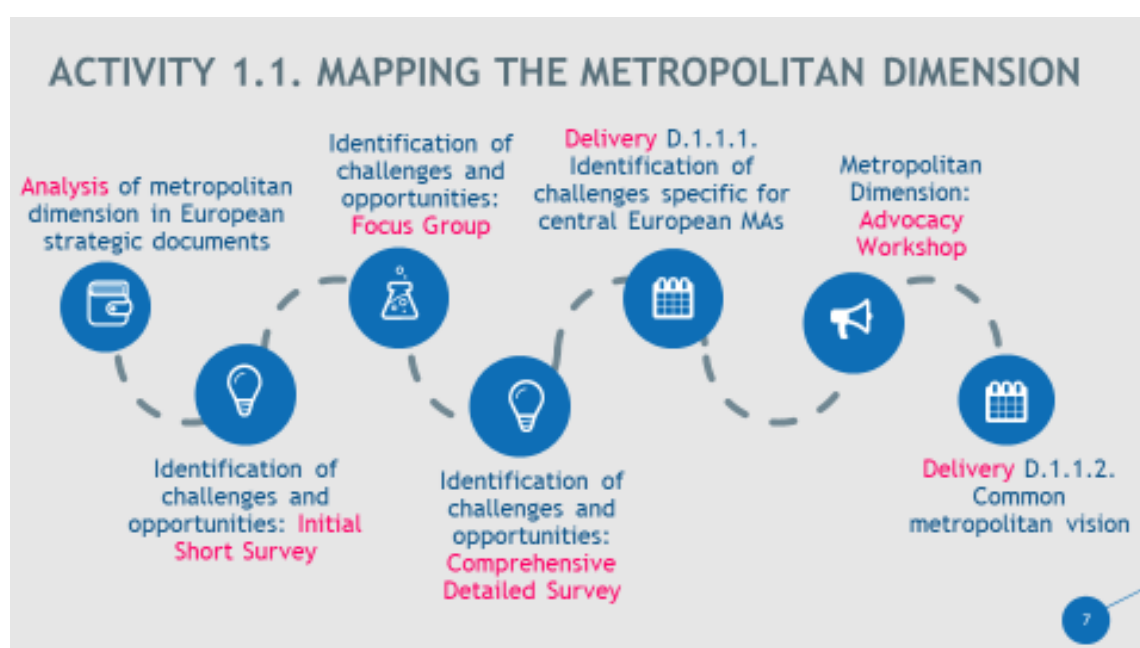 ACTIVITY 1.1. MAPPING THE METROPOLITAN DIMENSION
Analysis of metropolitan
dimension in European
strategic documents
Identification of
challenges and
opportunities: Initial
Short Survey
Identification of
challenges and
opportunities:
Focus Group
Identification of
challenges and
opportunities:
Comprehensive
Detailed Survey
Delivery D.1.1.1.
Identification of
challenges specific for
central European MAs
Metropolitan
Dimension:
Advocacy
Workshop
Delivery D.1.1.2.
Common
metropolitan vision
7